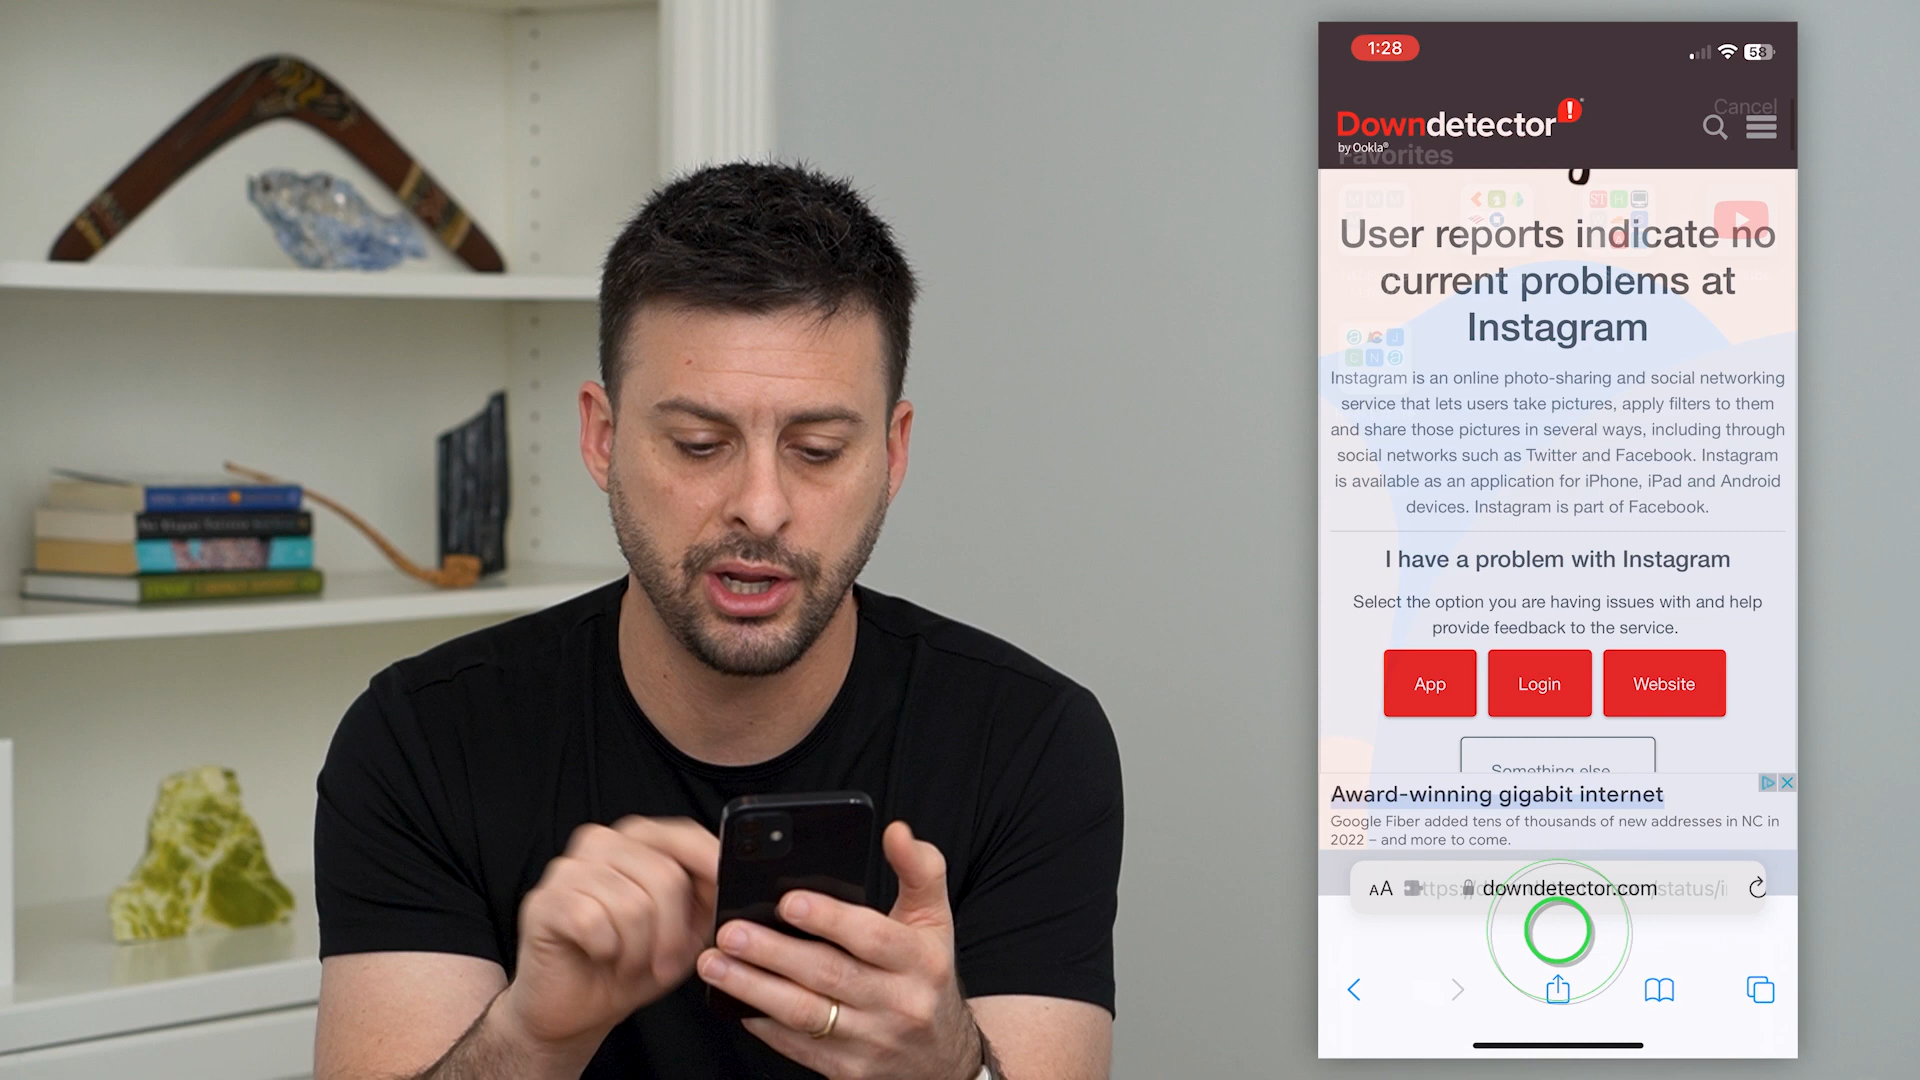 1:28
58
Cancel
Downdetector!
by Ookla®
Favorites
User reports indicate no
current problems at
Instagram
Instagram is an online photo-sharing and social networking
service that lets users take pictures, apply filters to them
and share those pictures in several ways, including through
social networks such as Twitter and Facebook. Instagram
is available as an application for iPhone, iPad and Android
devices. Instagram is part of Facebook.
I have a problem with Instagram
Select the option you are having issues with and help
provide feedback to the service.
App Login Website
Something else
Award-winning gigabit internet
Google Fiber added tens of thousands of new addresses in NC in
2022 – and more to come.
AA downdetector.com